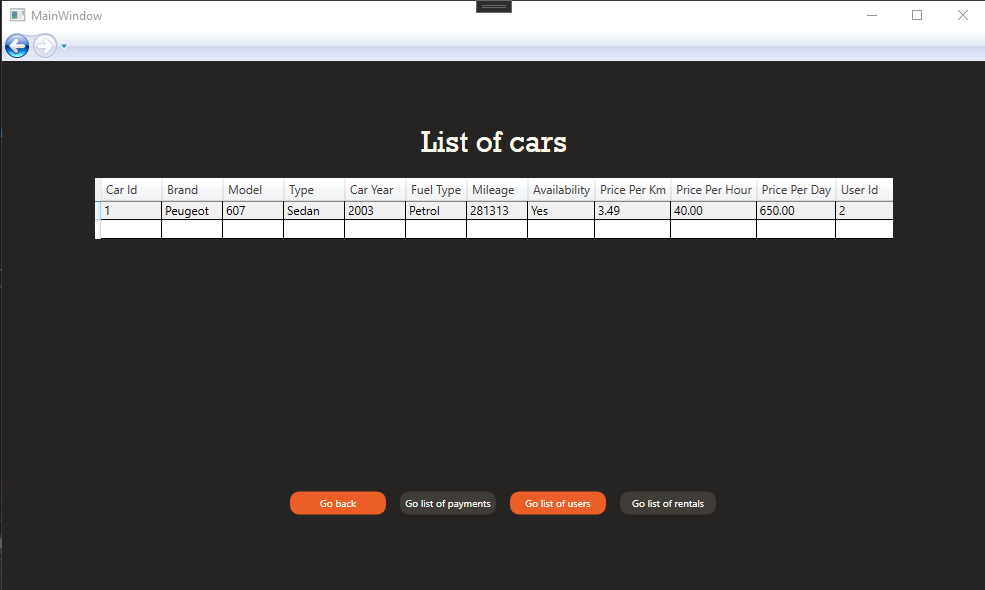 MainWindow
List of cars
Car Id Brand Model Type Car Year Fuel Type Mileage Availability Price Per Km Price Per Hour Price Per Day User Id
1 Peugeot 607 Sedan 2003 Petrol 281313 Yes 3.49 40.00 650.00 2
Go back Go list of payments Go list of users Go list of rentals